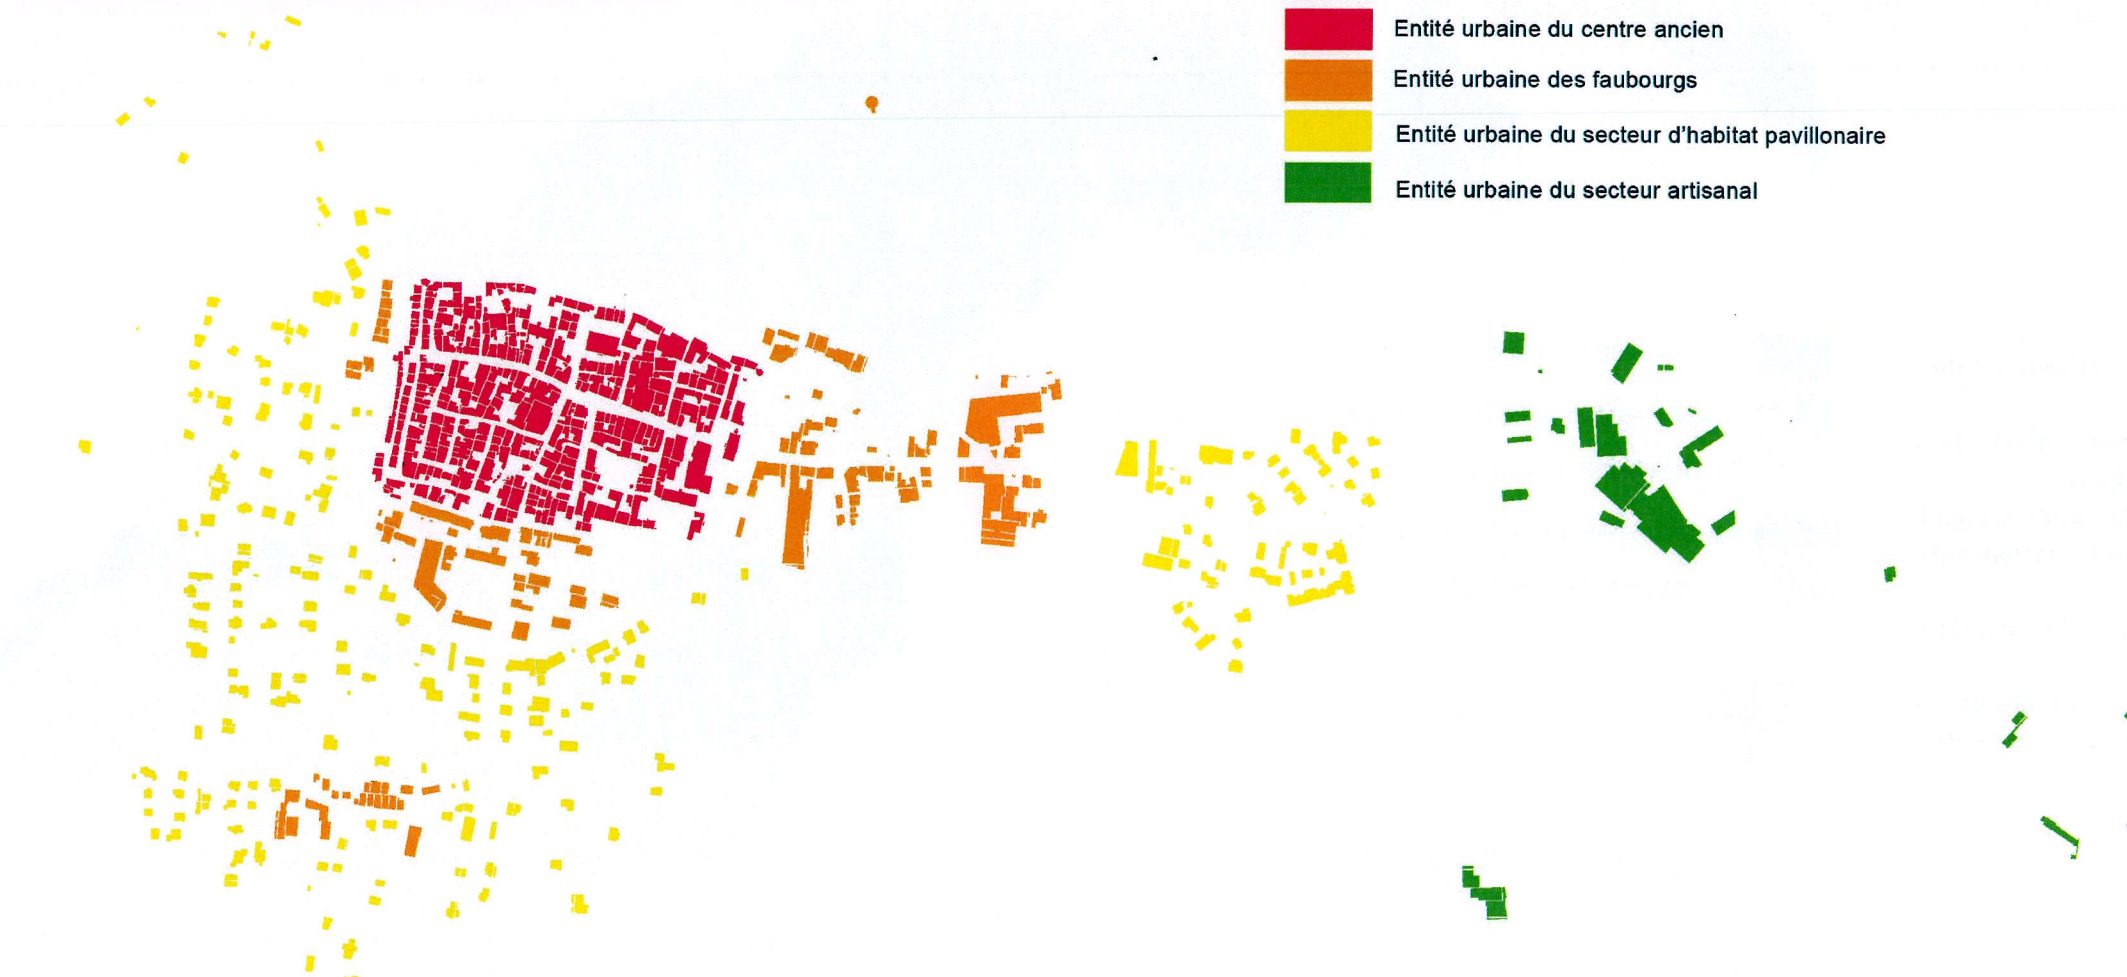 Entité urbaine du centre ancien
Entité urbaine des faubourgs
Entité urbaine du secteur d'habitat pavillonaire
Entité urbaine du secteur artisanal